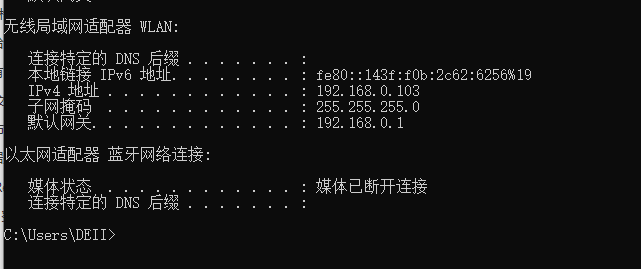 无线局域网适配器 WLAN:
连接特定的 DNS 后缀 . . . . . . . :
本地链接 IPv6 地址. . . . . . . . : fe80::143f:f0b:2c62:6256%19
IPv4 地址 . . . . . . . . . . . . : 192.168.0.103
子网掩码  . . . . . . . . . . . . : 255.255.255.0
默认网关. . . . . . . . . . . . . : 192.168.0.1
以太网适配器 蓝牙网络连接:
媒体状态  . . . . . . . . . . . . : 媒体已断开连接
连接特定的 DNS 后缀 . . . . . . . :
C:\Users\DEII>